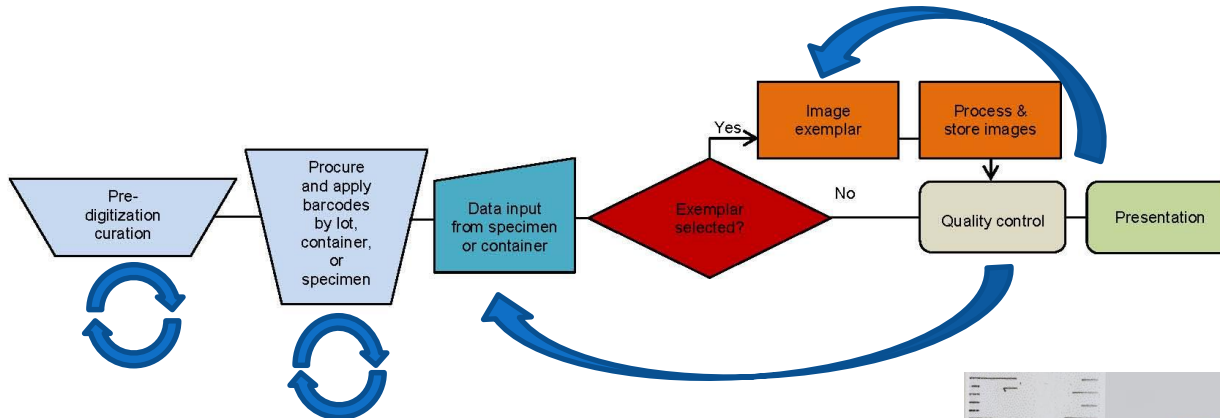 Pre-
digitization
curation
Procure
and apply
barcodes
by lot,
container,
or
specimen
Data input
from specimen
or container
Exemplar
selected?
Yes
No
Image
exemplar
Process &
store images
Quality control
Presentation